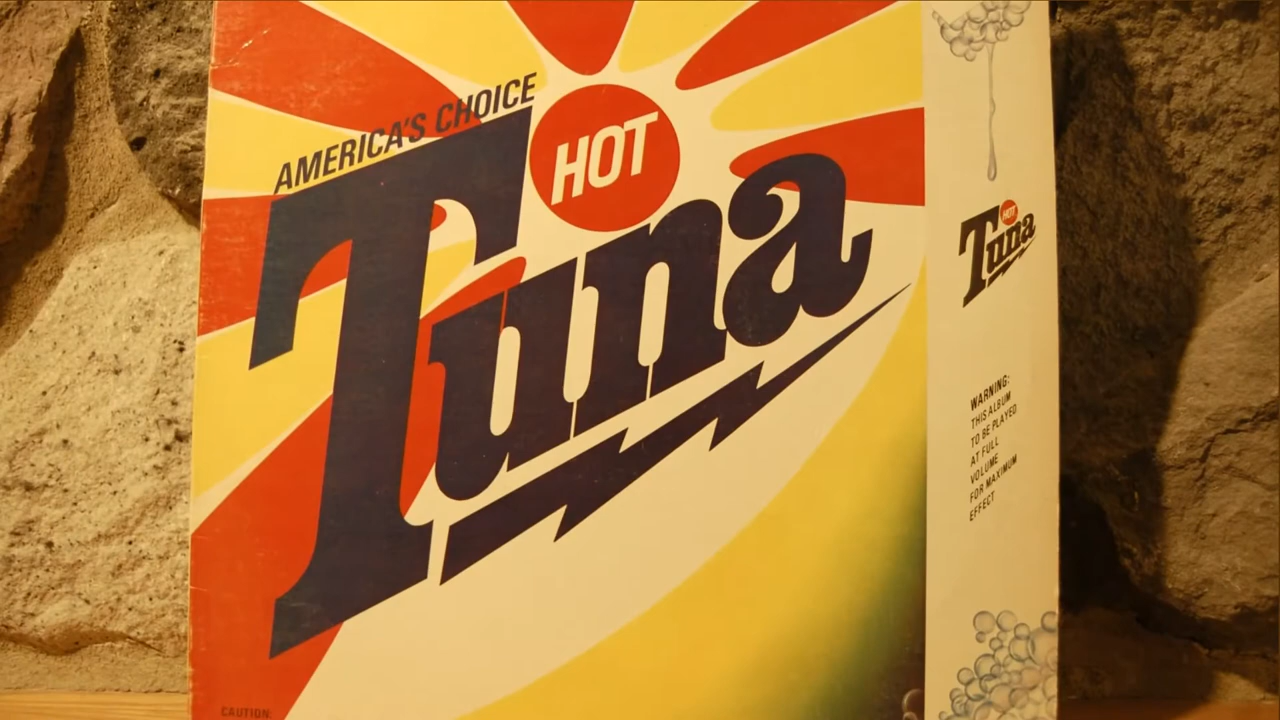 AMERICA'S CHOICE
HOT
Tuna
HOT
Tuna
WARNING:
THIS ALBUM
TO BE PLAYED
AT FULL
VOLUME
FOR MAXIMUM
EFFECT
CAUTION: